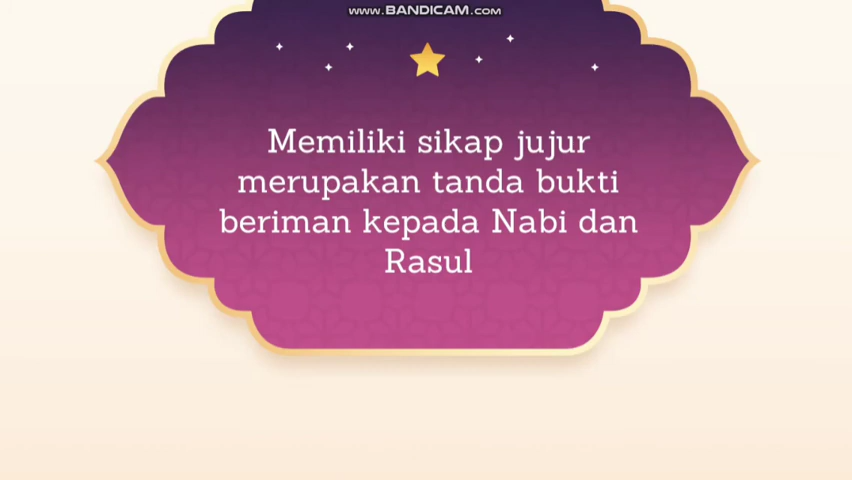 www.BANDICAM.com
Memiliki sikap jujur
merupakan tanda bukti
beriman kepada Nabi dan
Rasul